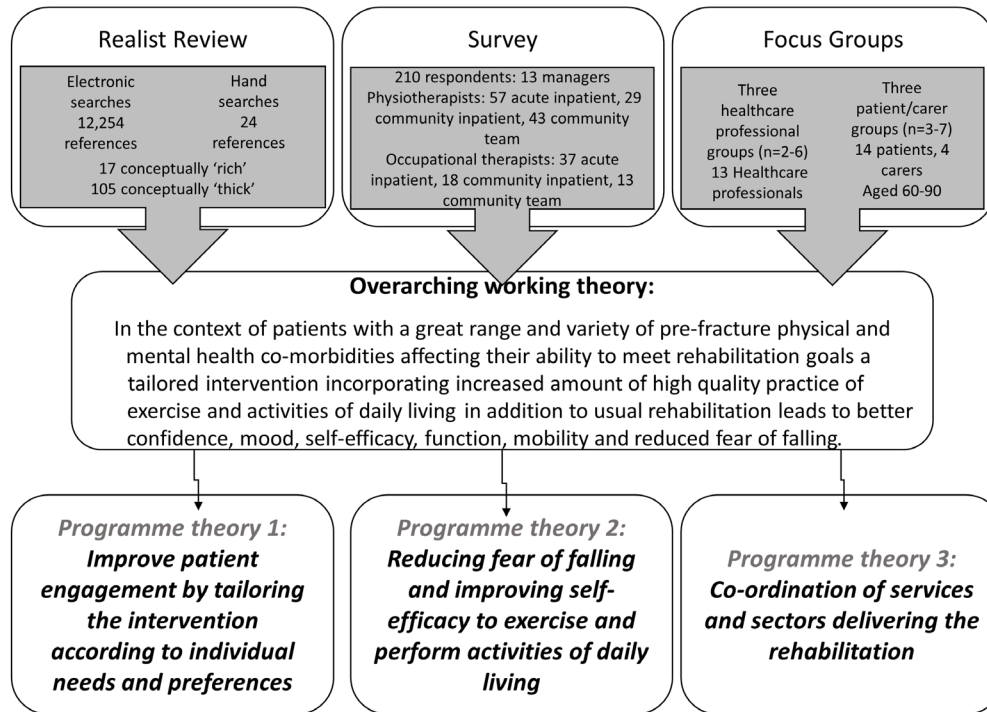 Realist Review
Electronic
searches
12,254
references
Hand
searches
24
references
17 conceptually ‘rich’
105 conceptually ‘thick’
Survey
210 respondents: 13 managers
Physiotherapists: 57 acute inpatient, 29
community inpatient, 43 community
team
Occupational therapists: 37 acute
inpatient, 18 community inpatient, 13
community team
Focus Groups
Three
healthcare
professional
groups (n=2-6)
13 Healthcare
professionals
Three
patient/carer
groups (n=3-7)
14 patients, 4
carers
Aged 60-90
Overarching working theory:
In the context of patients with a great range and variety of pre-fracture physical and
mental health co-morbidities affecting their ability to meet rehabilitation goals a
tailored intervention incorporating increased amount of high quality practice of
exercise and activities of daily living in addition to usual rehabilitation leads to better
confidence, mood, self-efficacy, function, mobility and reduced fear of falling.
Programme theory 1:
Improve patient
engagement by tailoring
the intervention
according to individual
needs and preferences
Programme theory 2:
Reducing fear of falling
and improving self-
efficacy to exercise and
perform activities of daily
living
Programme theory 3:
Co-ordination of services
and sectors delivering the
rehabilitation